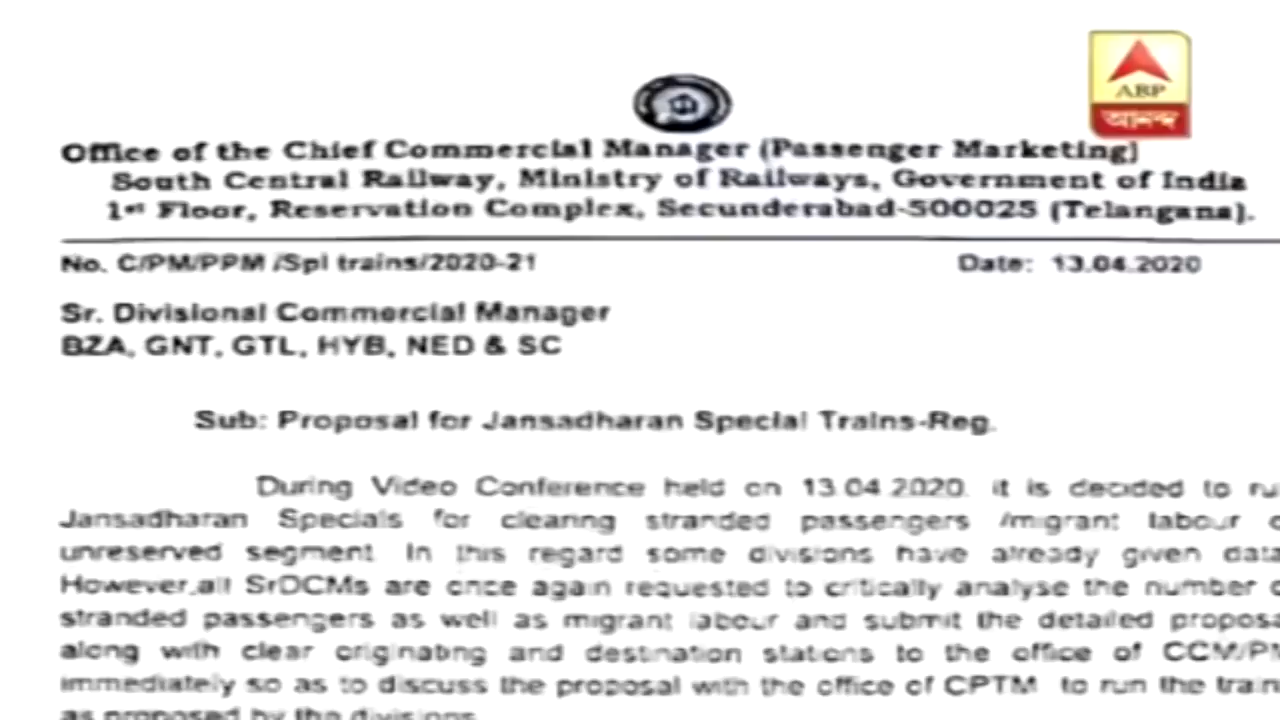 ABP
আনন্দ
Office of the Chief Commercial Manager (Passenger Marketing)
South Central Railway, Ministry of Railways, Government of India
1st Floor, Reservation Complex, Secunderabad-500025 (Telangana).
No. C/PM/PPM /Spl trains/2020-21 Date: 13.04.2020
Sr. Divisional Commercial Manager
BZA, GNT, GTL, HYB, NED & SC
Sub: Proposal for Jansadharan Special Trains-Reg.
During Video Conference held on 13.04.2020. it is decided to
Jansadharan Specials for clearing stranded passengers /migrant labour
unreserved segment. In this regard some divisions have already given data
However,all SrDCMs are once again requested to critically analyse the number
stranded passengers as well as migrant labour and submit the detailed
along with clear originating and destination stations to the office of
immediately so as to discuss the proposal with the office of CPTM to run the
as proposed by the divisions.